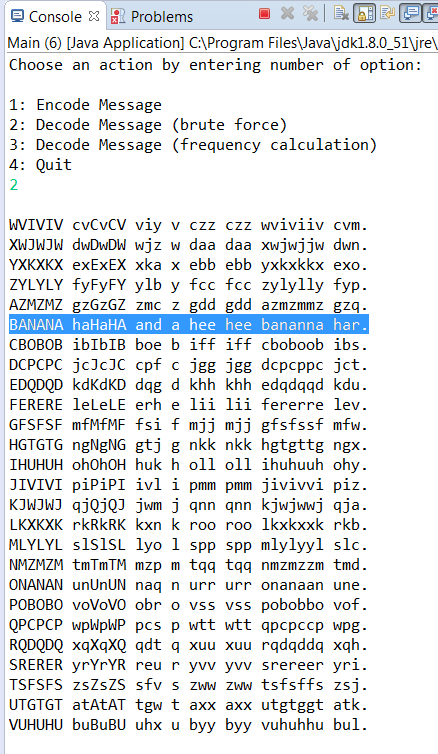 Console Problems
Main (6) [Java Application] C:\Program Files\Java\jdk1.8.0_51\jre\
Choose an action by entering number of option:
1: Encode Message
2: Decode Message (brute force)
3: Decode Message (frequency calculation)
4: Quit
2
WVIVIV cvCvCV viy v czz czz wviviiv cvm.
XWJWJW dwDwDW wjz w daa daa xwjwjjw dwn.
YXKXKX exExEX xka x ebb ebb yxkxkkx exo.
ZYLYLY fyFyFY ylb y fcc fcc zylylly fyp.
AZMZMZ gzGzGZ zmc z gdd gdd azmzmmz gzq.
BANANA haHaHA and a hee hee bananna har.
CBOBOB ibIbIB boe b iff iff cboboob ibs.
DCPCPC jcJcJC cpf c jgg jgg dcpcppc jct.
EDQDQD kdKdKD dqg d khh khh edqdqqd kdu.
FERERE leLeLE erh e lii lii fererre lev.
GFSFSF mfMfMF fsi f mjj mjj gfsfssf mfw.
HGTGTG ngNgNG gtj g nkk nkk hgtgttg ngx.
IHUHUH ohOhOH huk h oll oll ihuhuuh ohy.
JIVIVI piPiPI ivl i pmm pmm jivivvi piz.
KJWJWJ qjQjQJ jwm j qnn qnn kjwjwwj qja.
LKXKXK rkRkRK kxn k roo roo lkxkxxk rkb.
MLYLYL slSlSL lyo l spp spp mlylyyl slc.
NMZMZM tmTmTM mzp m tqq tqq nmzmzzm tmd.
ONANAN unUnUN naq n urr urr onanaan une.
POBOBO voVoVO obr o vss vss pobobbo vof.
QPCPCP wpWpWP pcs p wtt wtt qpcpccp wpg.
RQDQDQ xqXqXQ qdt q xuu xuu rqdqddq xqh.
SRERER yrYrYR reu r yvv yvv srereer yri.
TSFSFS zsZsZS sfv s zww zww tsfsffs zsj.
UTGTGT atAtAT tgw t axx axx utgtggt atk.
VUHUHU buBuBU uhx u byy byy vuhuhhu bul.